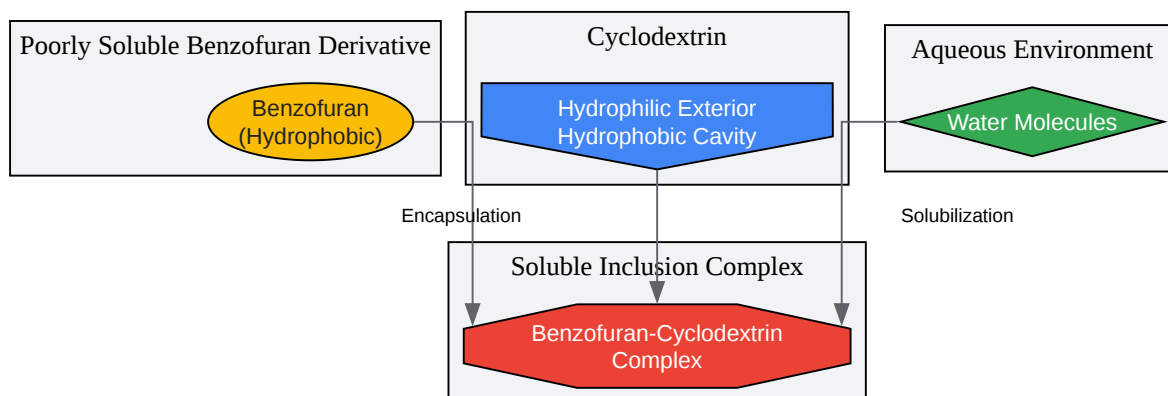 Poorly Soluble Benzofuran Derivative
Benzofuran
(Hydrophobic)
Cyclodextrin
Hydrophilic Exterior
Hydrophobic Cavity
Aqueous Environment
Water Molecules
Encapsulation
Solubilization
Soluble Inclusion Complex
Benzofuran-Cyclodextrin
Complex